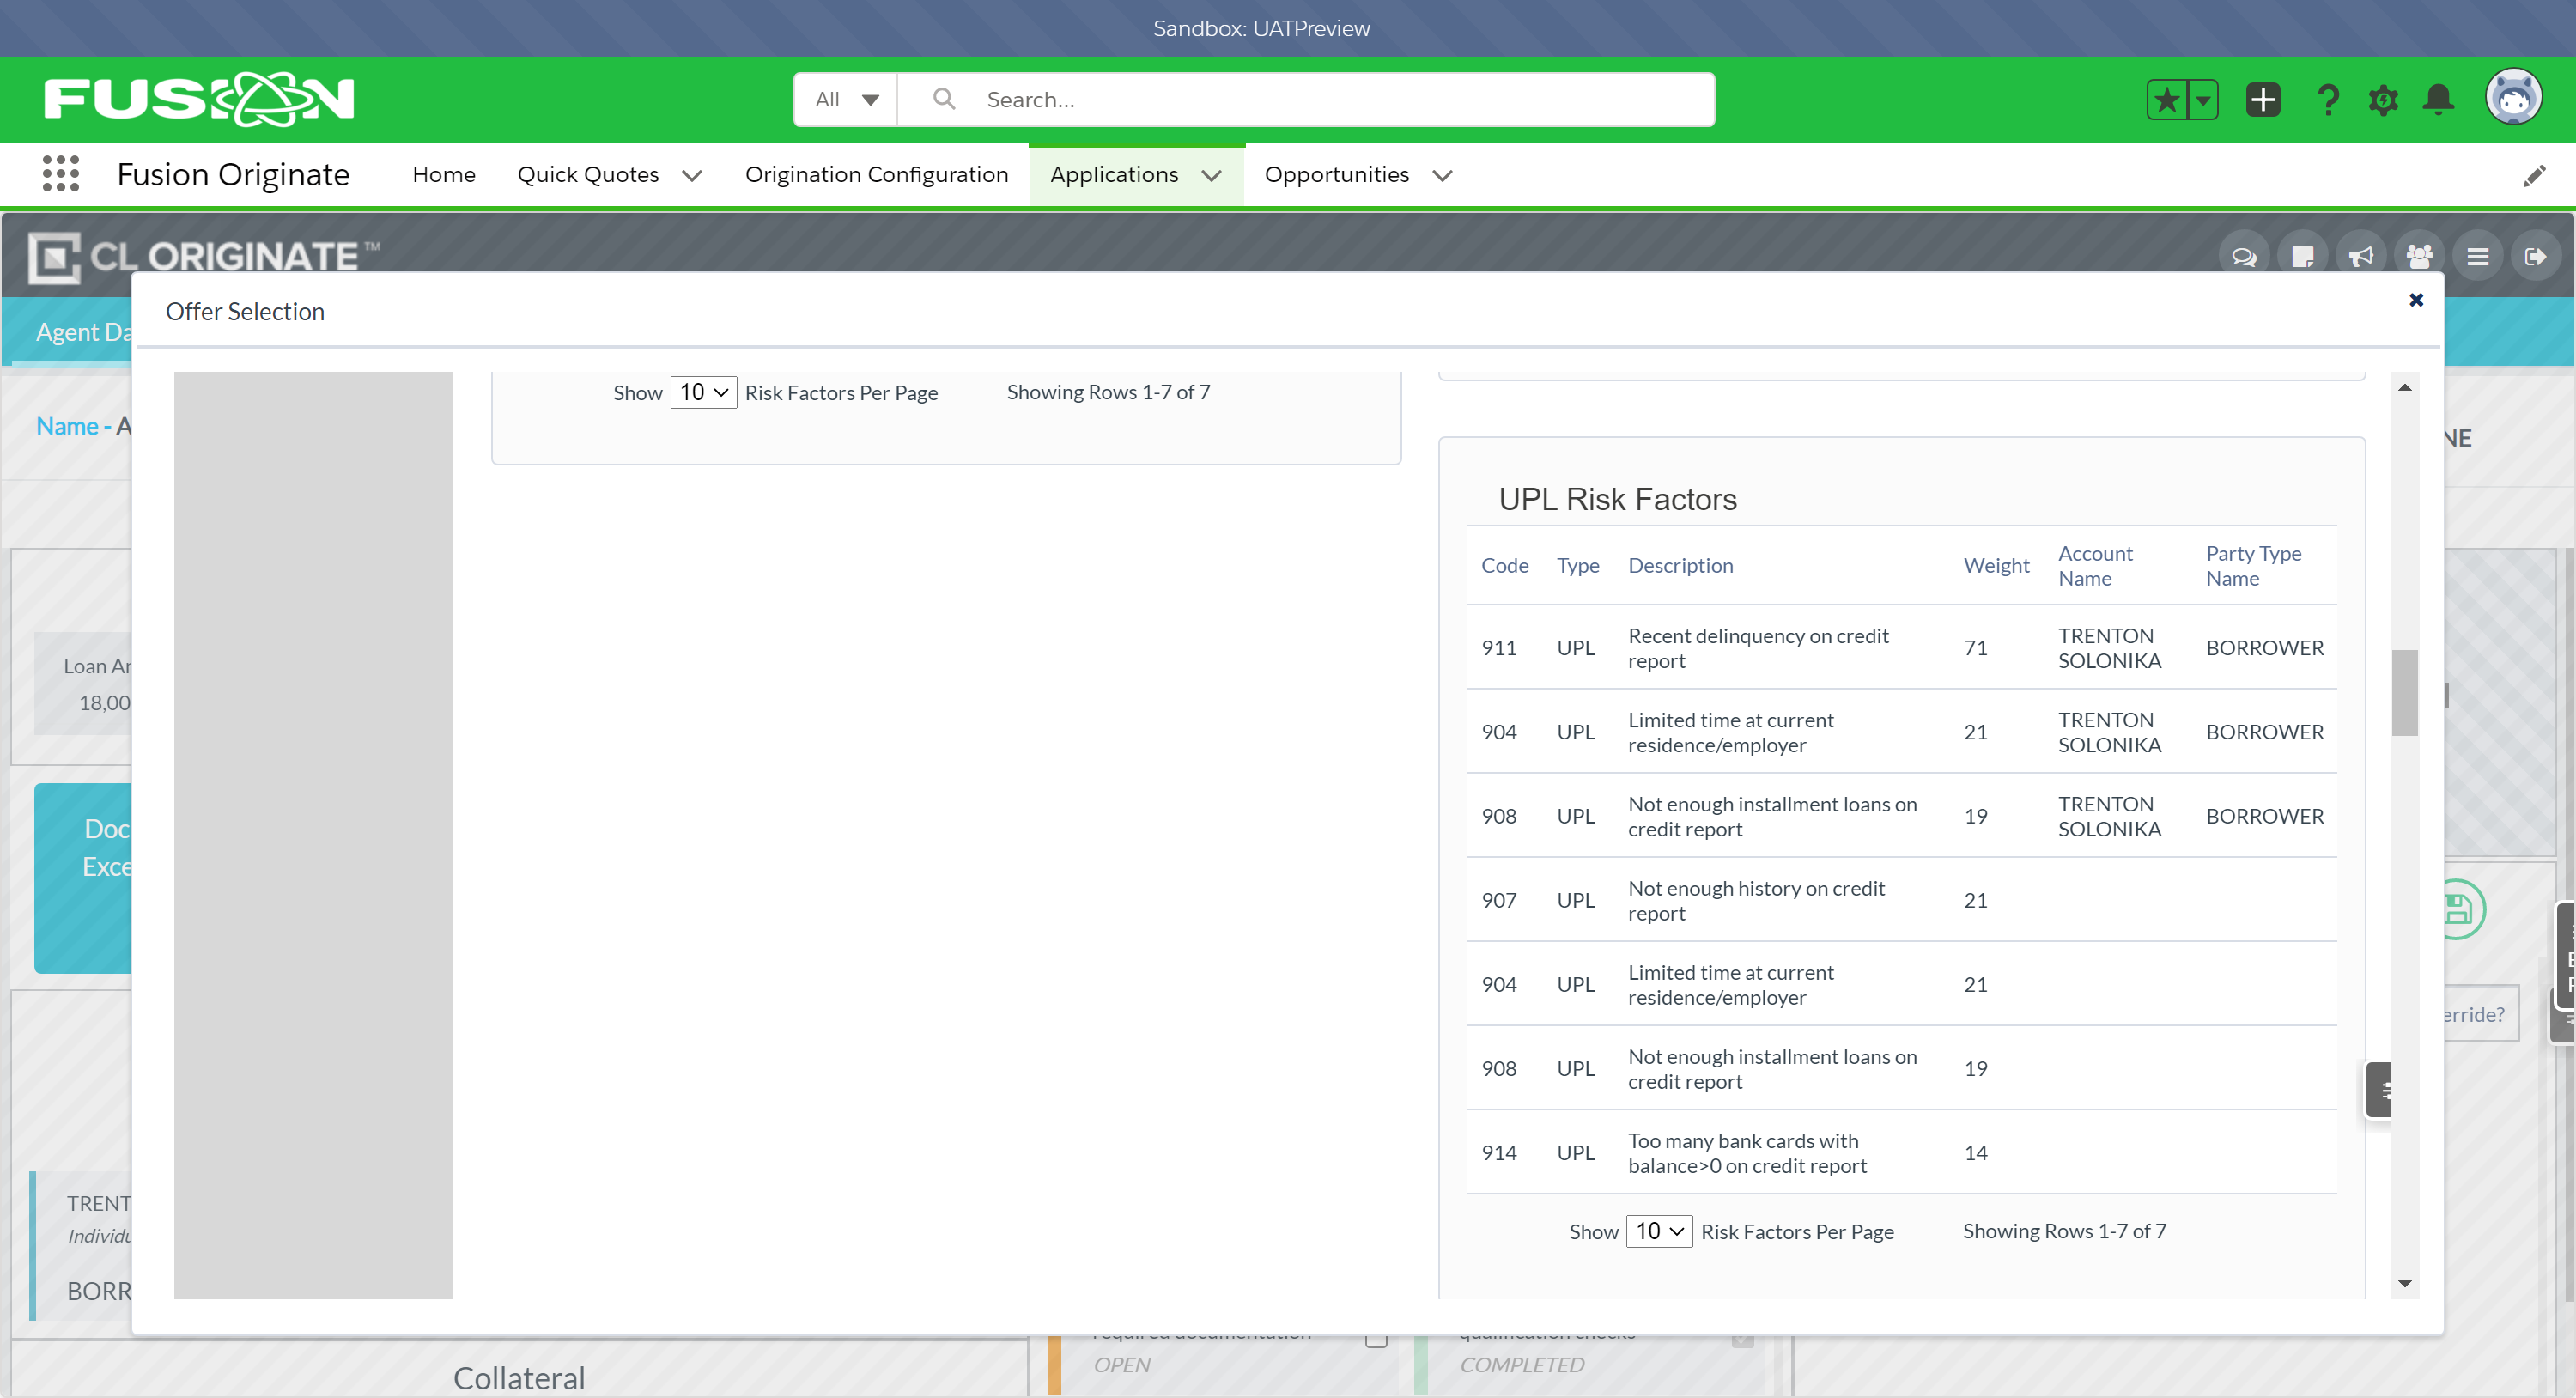 Sandbox: UATPreview
FUSION
All
Search...
Fusion Originate
Home
Quick Quotes
Origination Configuration
Applications
Opportunities
CL ORIGINATE™
Offer Selection
Agent Da
Name - A
NE
Show 10 Risk Factors Per Page Showing Rows 1-7 of 7
UPL Risk Factors
Code Type Description Weight Account Name Party Type Name
911 UPL Recent delinquency on credit report 71 TRENTON SOLONIKA BORROWER
904 UPL Limited time at current residence/employer 21 TRENTON SOLONIKA BORROWER
908 UPL Not enough installment loans on credit report 19 TRENTON SOLONIKA BORROWER
907 UPL Not enough history on credit report 21
904 UPL Limited time at current residence/employer 21
908 UPL Not enough installment loans on credit report 19
914 UPL Too many bank cards with balance>0 on credit report 14
Show 10 Risk Factors Per Page Showing Rows 1-7 of 7
Loan Am
18,00
Doc
Exce
erride?
TRENT
Individu
BORR
Collateral
required documentation
OPEN
qualification checks
COMPLETED